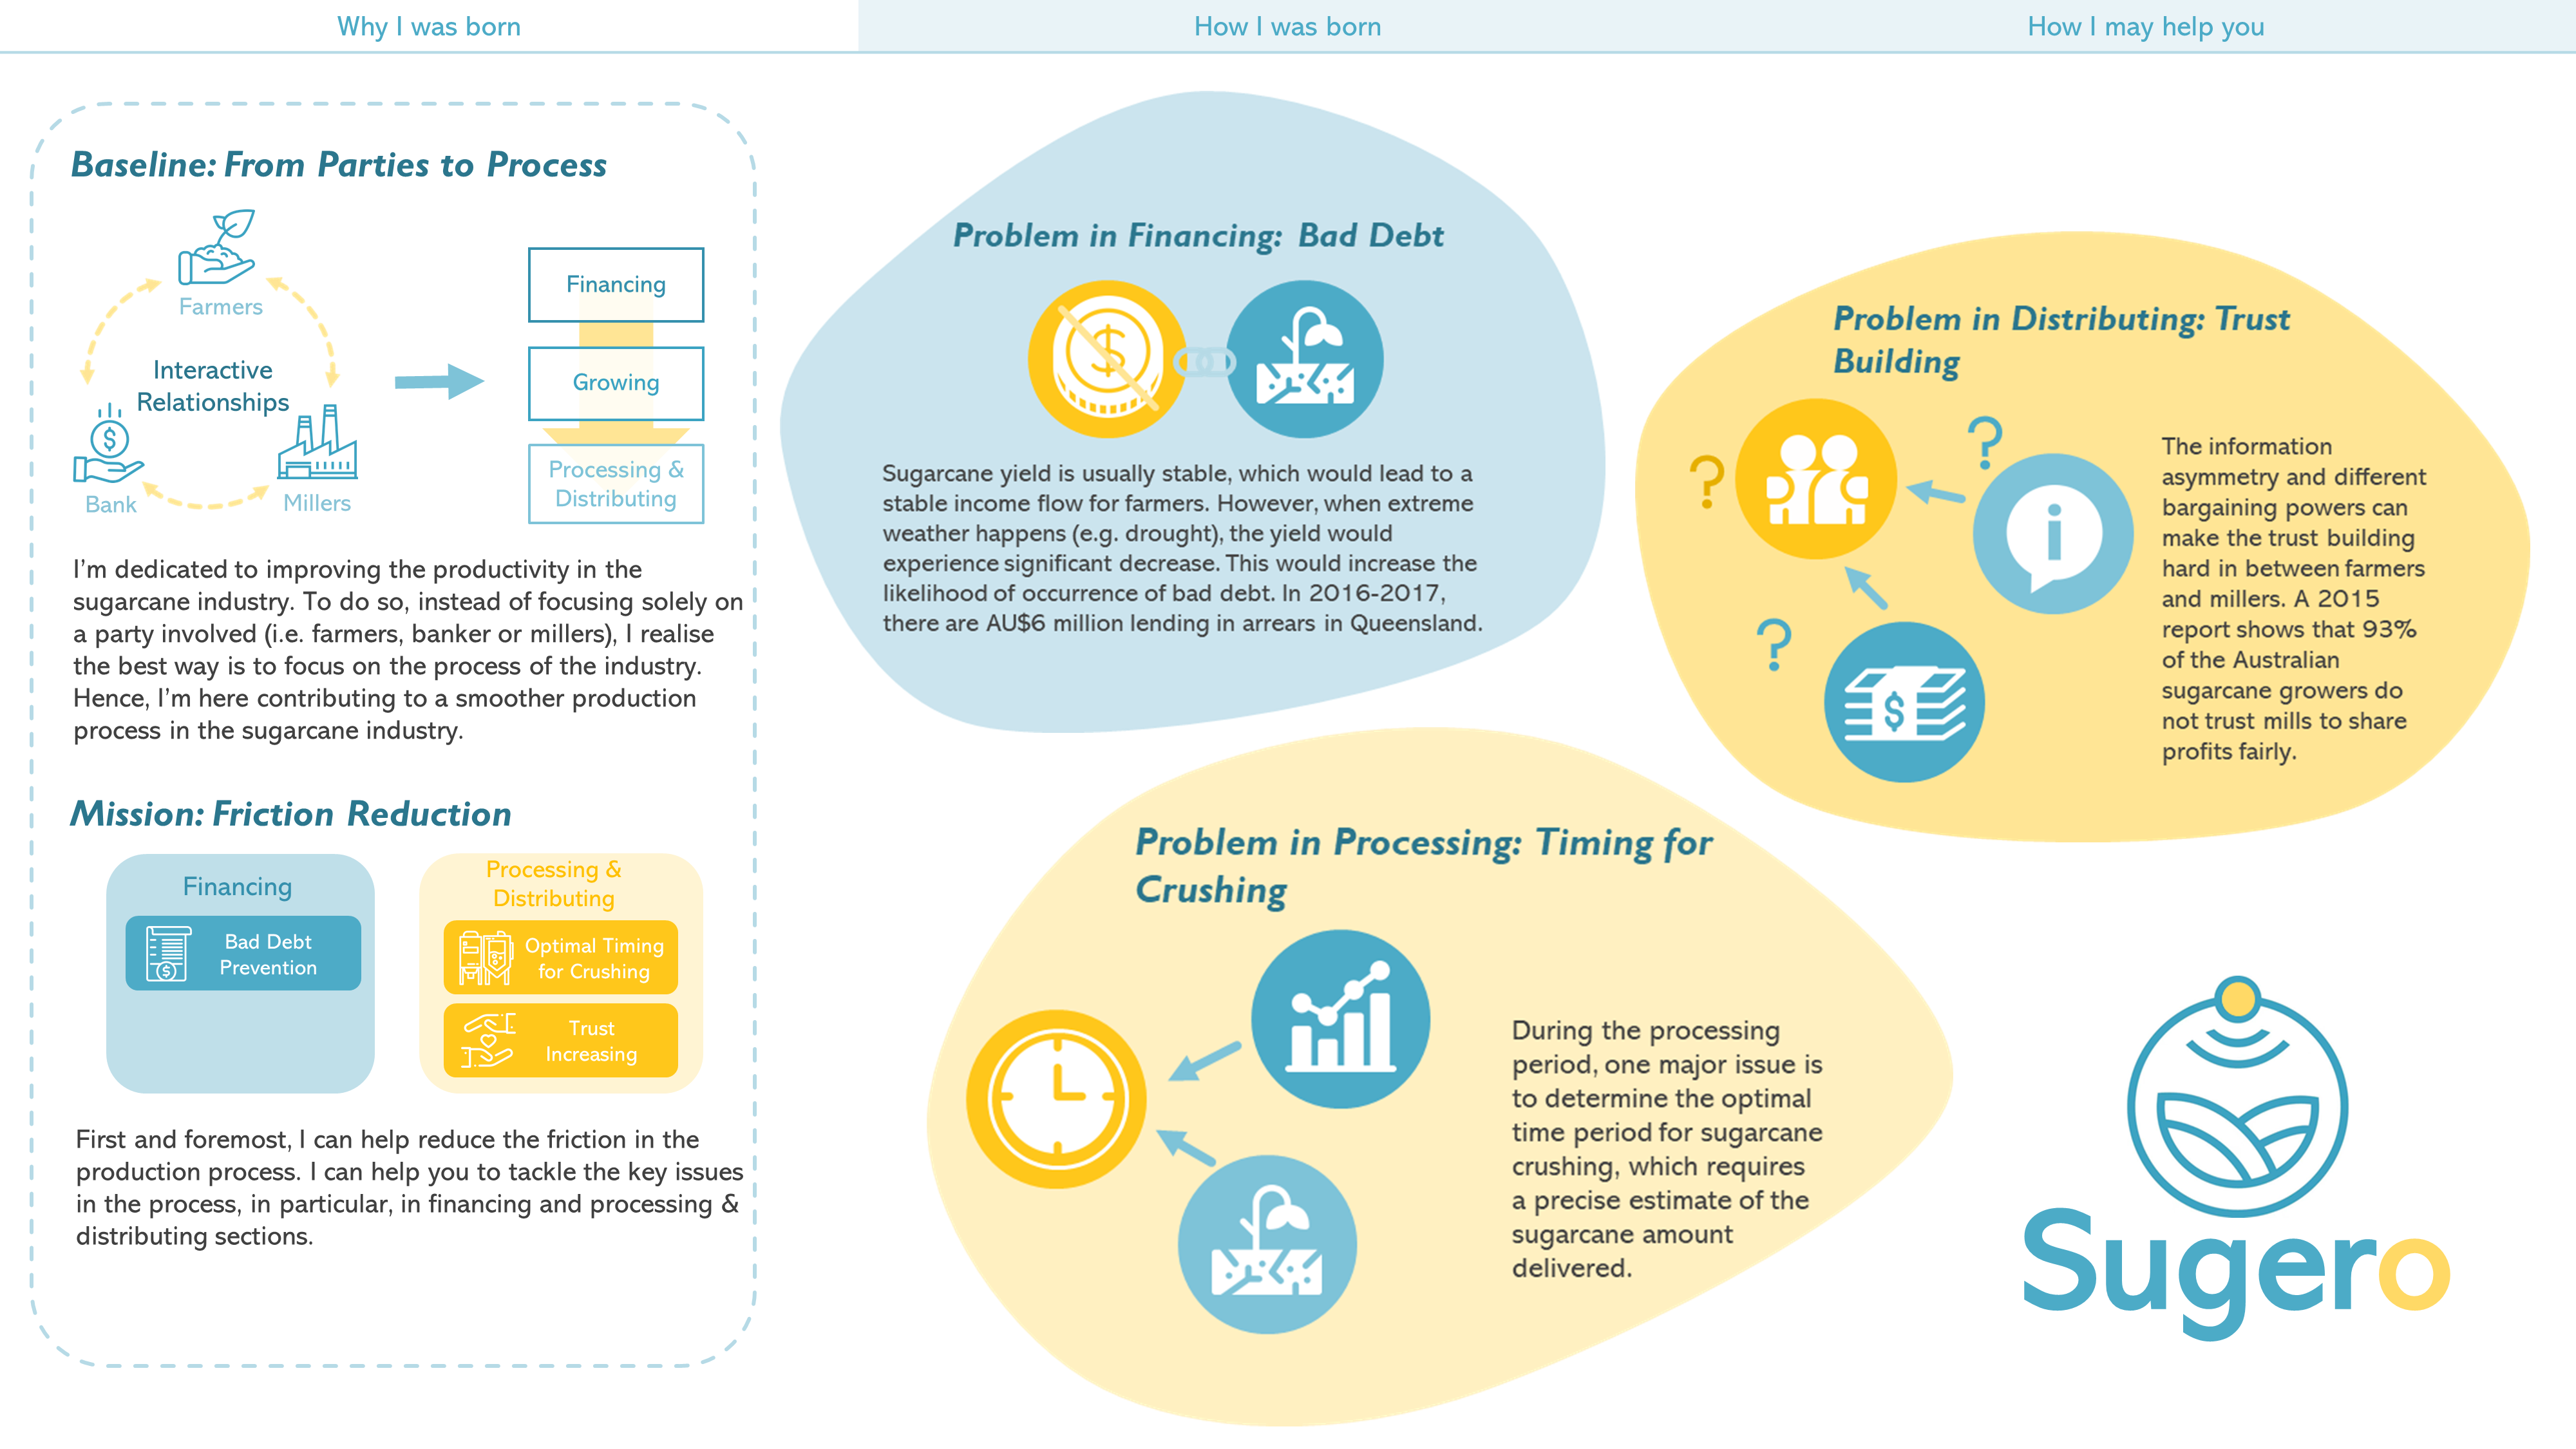 Why I was born
How I was born
How I may help you
Baseline: From Parties to Process
Farmers
Interactive
Relationships
$
Bank
Millers
Financing
Growing
Processing &
Distributing
I'm dedicated to improving the productivity in the
sugarcane industry. To do so, instead of focusing solely on
a party involved (i.e. farmers, banker or millers), I realise
the best way is to focus on the process of the industry.
Hence, I'm here contributing to a smoother production
process in the sugarcane industry.
Mission: Friction Reduction
Financing
$
Bad Debt
Prevention
Processing &
Distributing
Optimal Timing
for Crushing
Trust
Increasing
First and foremost, I can help reduce the friction in the
production process. I can help you to tackle the key issues
in the process, in particular, in financing and processing &
distributing sections.
Problem in Financing: Bad Debt
$
Sugarcane yield is usually stable, which would lead to a
stable income flow for farmers. However, when extreme
weather happens (e.g. drought), the yield would
experience significant decrease. This would increase the
likelihood of occurrence of bad debt. In 2016-2017,
there are AU$6 million lending in arrears in Queensland.
Problem in Distributing: Trust
Building
?
?
i
?
$
The information
asymmetry and different
bargaining powers can
make the trust building
hard in between farmers
and millers. A 2015
report shows that 93%
of the Australian
sugarcane growers do
not trust mills to share
profits fairly.
Problem in Processing: Timing for
Crushing
During the processing
period, one major issue is
to determine the optimal
time period for sugarcane
crushing, which requires
a precise estimate of the
sugarcane amount
delivered.
Sugero